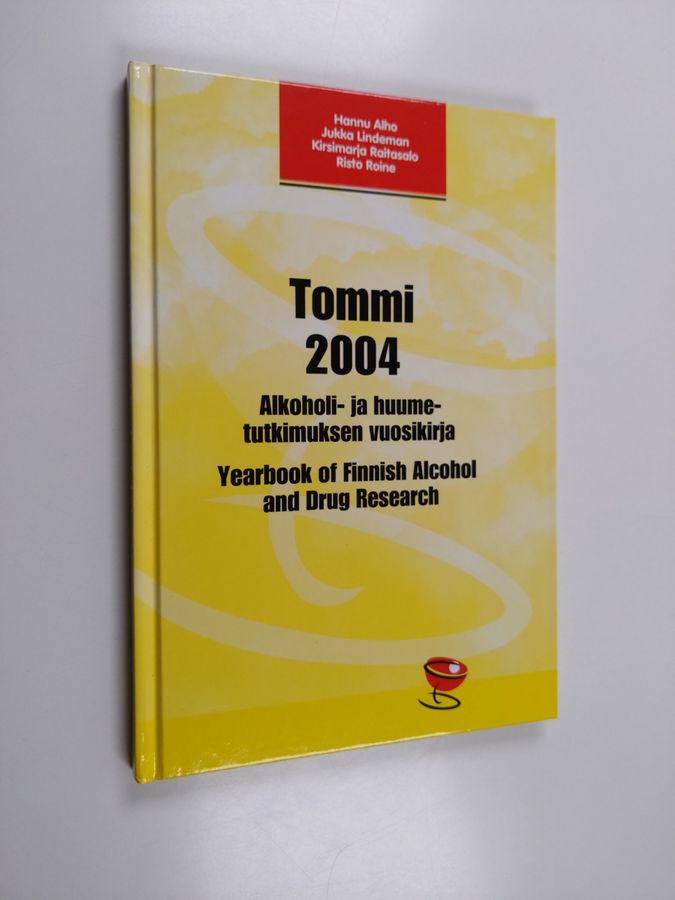 Hannu Alho
Jukka Lindeman
Kirsimarja Raitasalo
Risto Roine
Tommi
2004
Alkoholi- ja huume-
tutkimuksen vuosikirja
Yearbook of Finnish Alcohol
and Drug Research